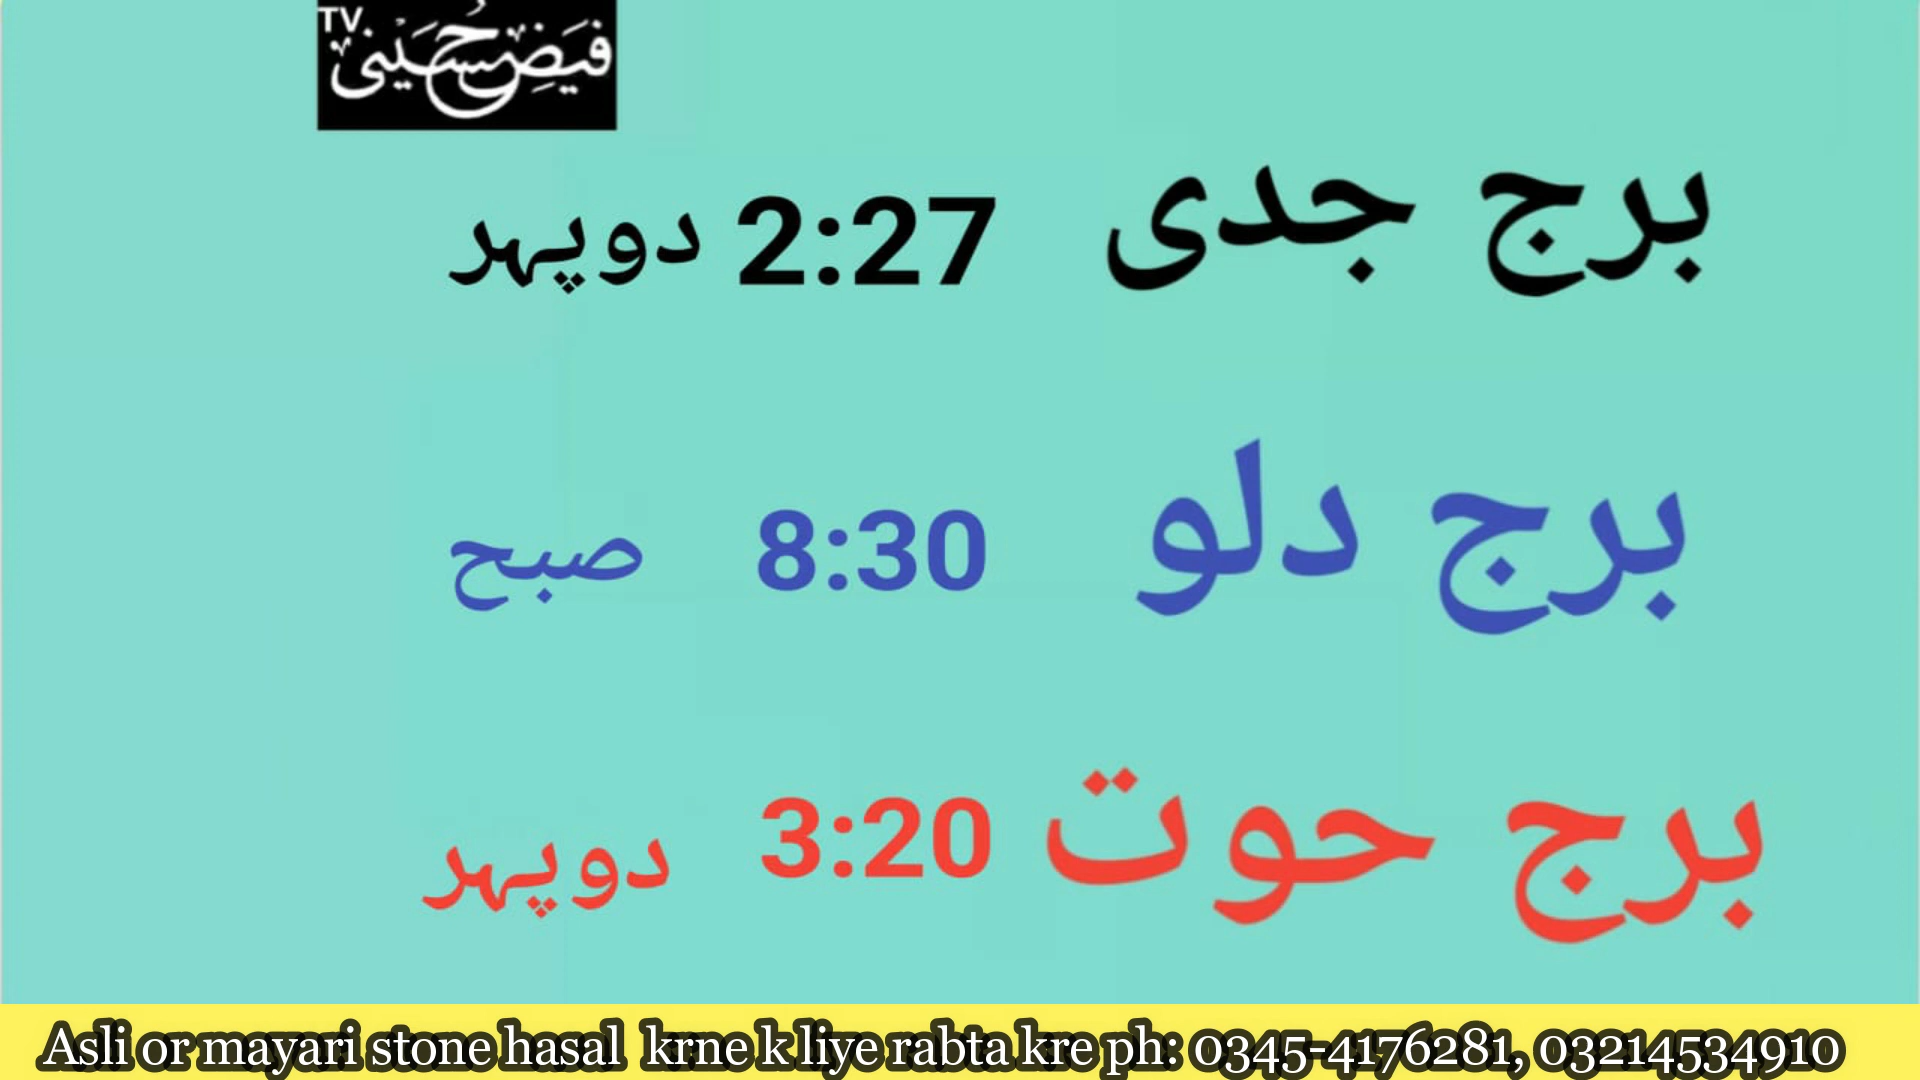 TV
فیضِ حُسَینی
برج جدی 2:27 دوپہر
برج دلو 8:30 صبح
برج حوت 3:20 دوپہر
Asli or mayari stone hasal krne k liye rabta kre ph: 0345-4176281, 03214534910